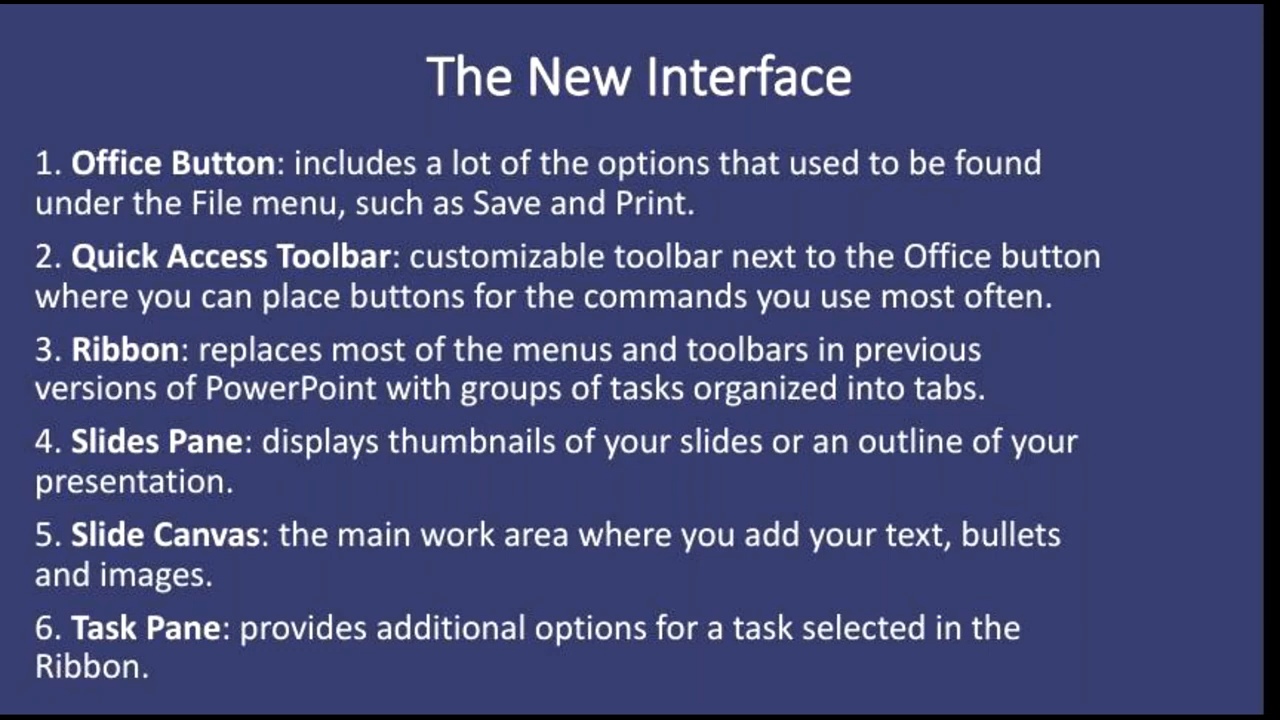 The New Interface
1. Office Button: includes a lot of the options that used to be found
under the File menu, such as Save and Print.
2. Quick Access Toolbar: customizable toolbar next to the Office button
where you can place buttons for the commands you use most often.
3. Ribbon: replaces most of the menus and toolbars in previous
versions of PowerPoint with groups of tasks organized into tabs.
4. Slides Pane: displays thumbnails of your slides or an outline of your
presentation.
5. Slide Canvas: the main work area where you add your text, bullets
and images.
6. Task Pane: provides additional options for a task selected in the
Ribbon.